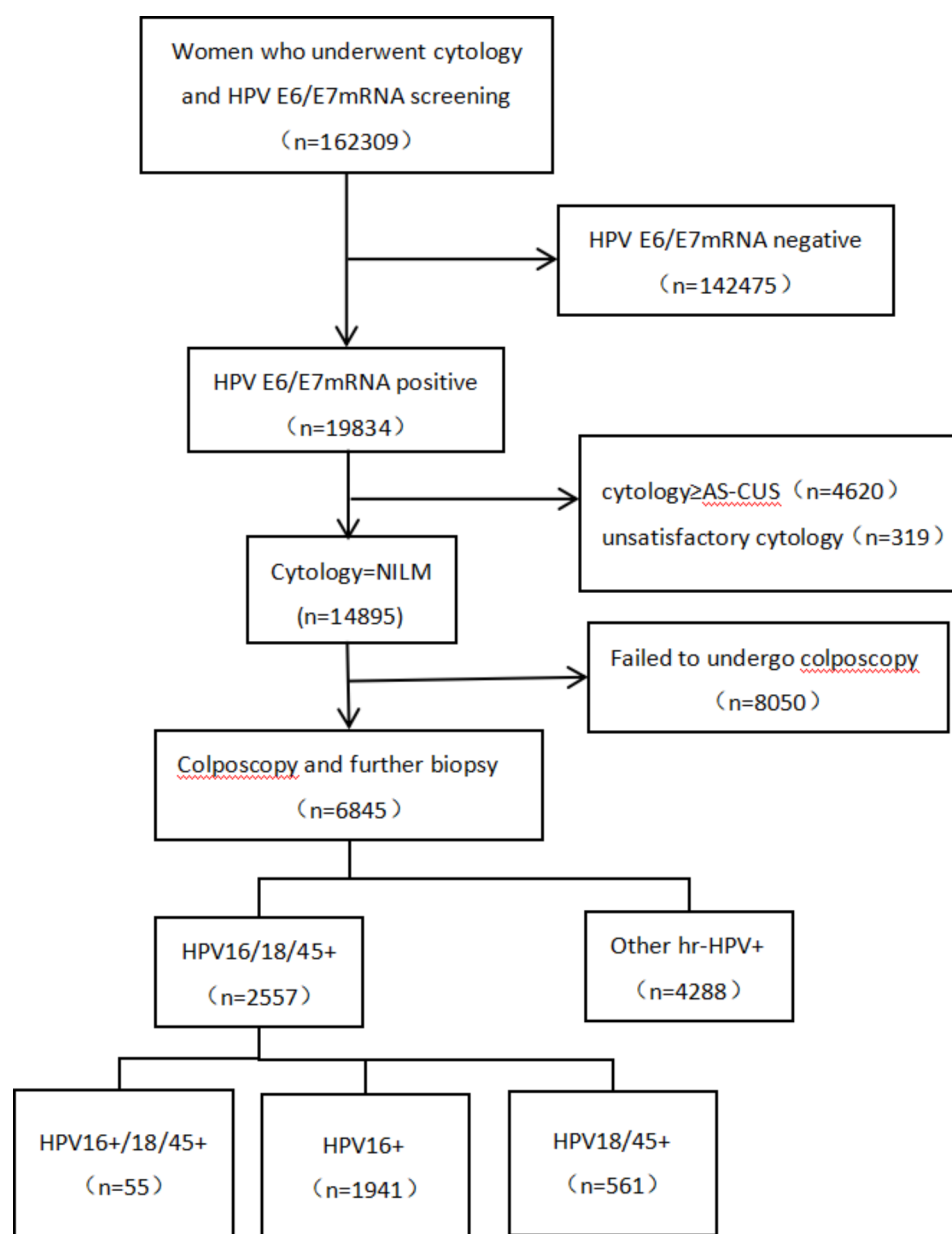 Women who underwent cytology
and HPV E6/E7mRNA screening
（n=162309）
HPV E6/E7mRNA negative
（n=142475）
HPV E6/E7mRNA positive
（n=19834）
cytology≥AS-CUS（n=4620）
unsatisfactory cytology（n=319）
Cytology=NILM
(n=14895)
Failed to undergo colposcopy
（n=8050）
Colposcopy and further biopsy
（n=6845）
HPV16/18/45+
（n=2557）
Other hr-HPV+
（n=4288）
HPV16+/18/45+
（n=55）
HPV16+
（n=1941）
HPV18/45+
（n=561）